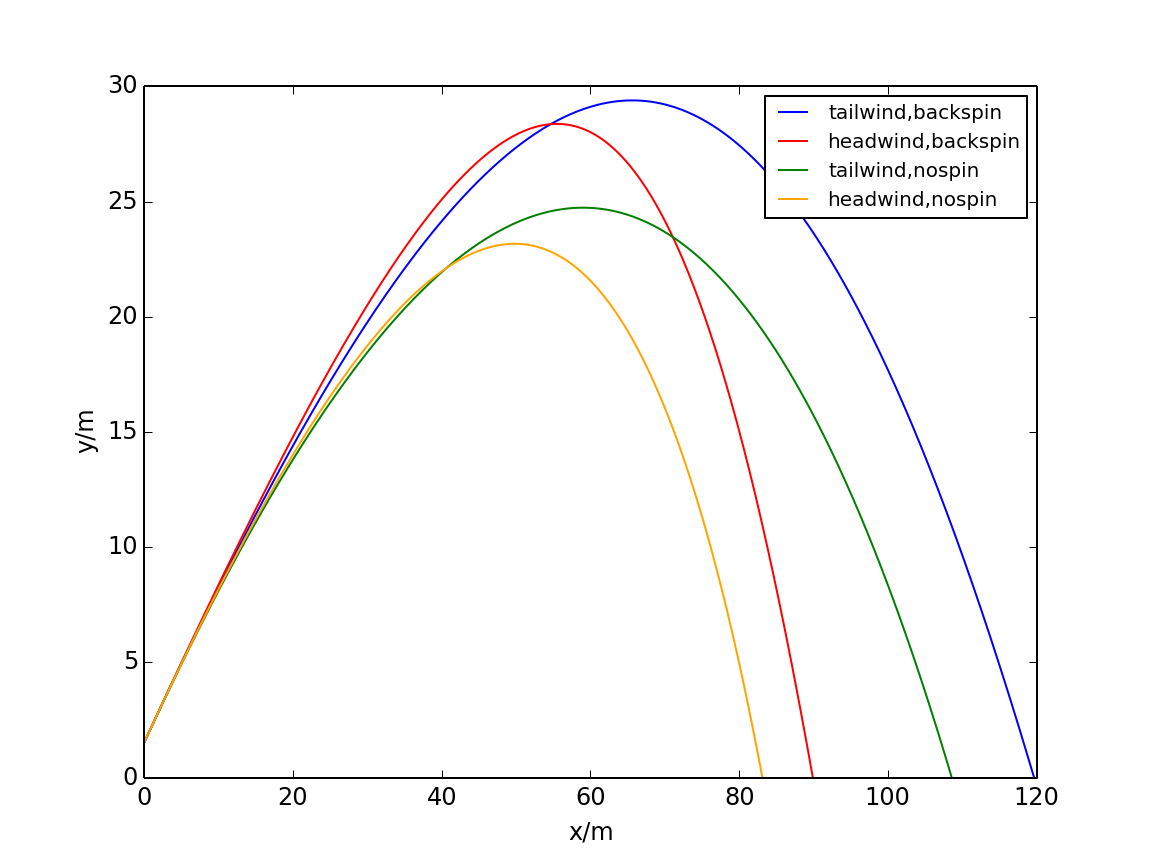 30
25
20
15
10
5
0
y/m
tailwind,backspin
headwind,backspin
tailwind,nospin
headwind,nospin
0 20 40 60 80 100 120
x/m